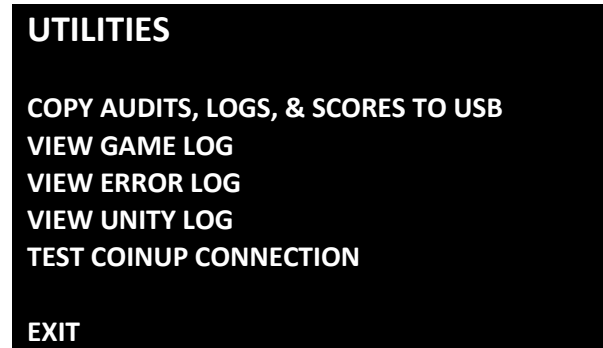 UTILITIES
COPY AUDITS, LOGS, & SCORES TO USB
VIEW GAME LOG
VIEW ERROR LOG
VIEW UNITY LOG
TEST COINUP CONNECTION
EXIT